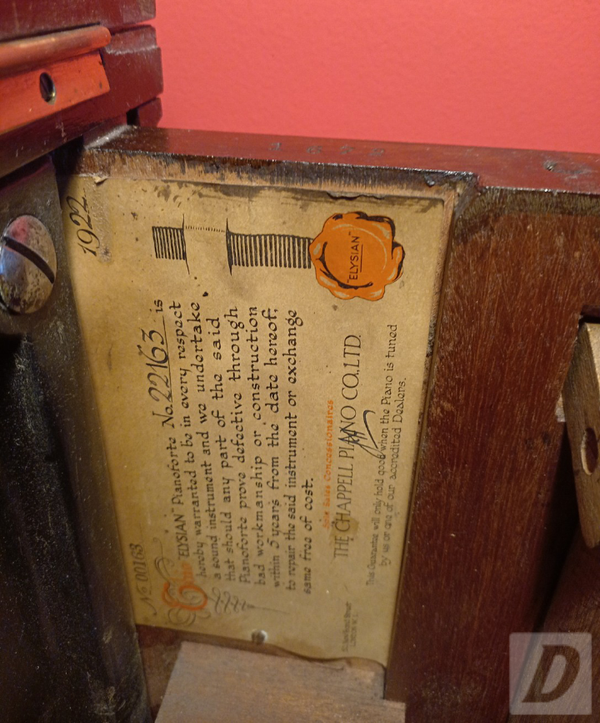 1922
ELYSIAN
No 00163
This ELYSIAN Pianoforte No. 22163 is
hereby warranted to be in every respect
a sound instrument and we undertake
that should any part of the said
Pianoforte prove defective through
bad workmanship or construction
within 5 years from the date hereof,
to repair the said instrument or exchange
same free of cost.
Sole Sales Concessionaires
THE CHAPPELL PIANO CO. LTD.
This Guarantee will only hold good when the Piano is tuned
by us or one of our accredited Dealers.
D